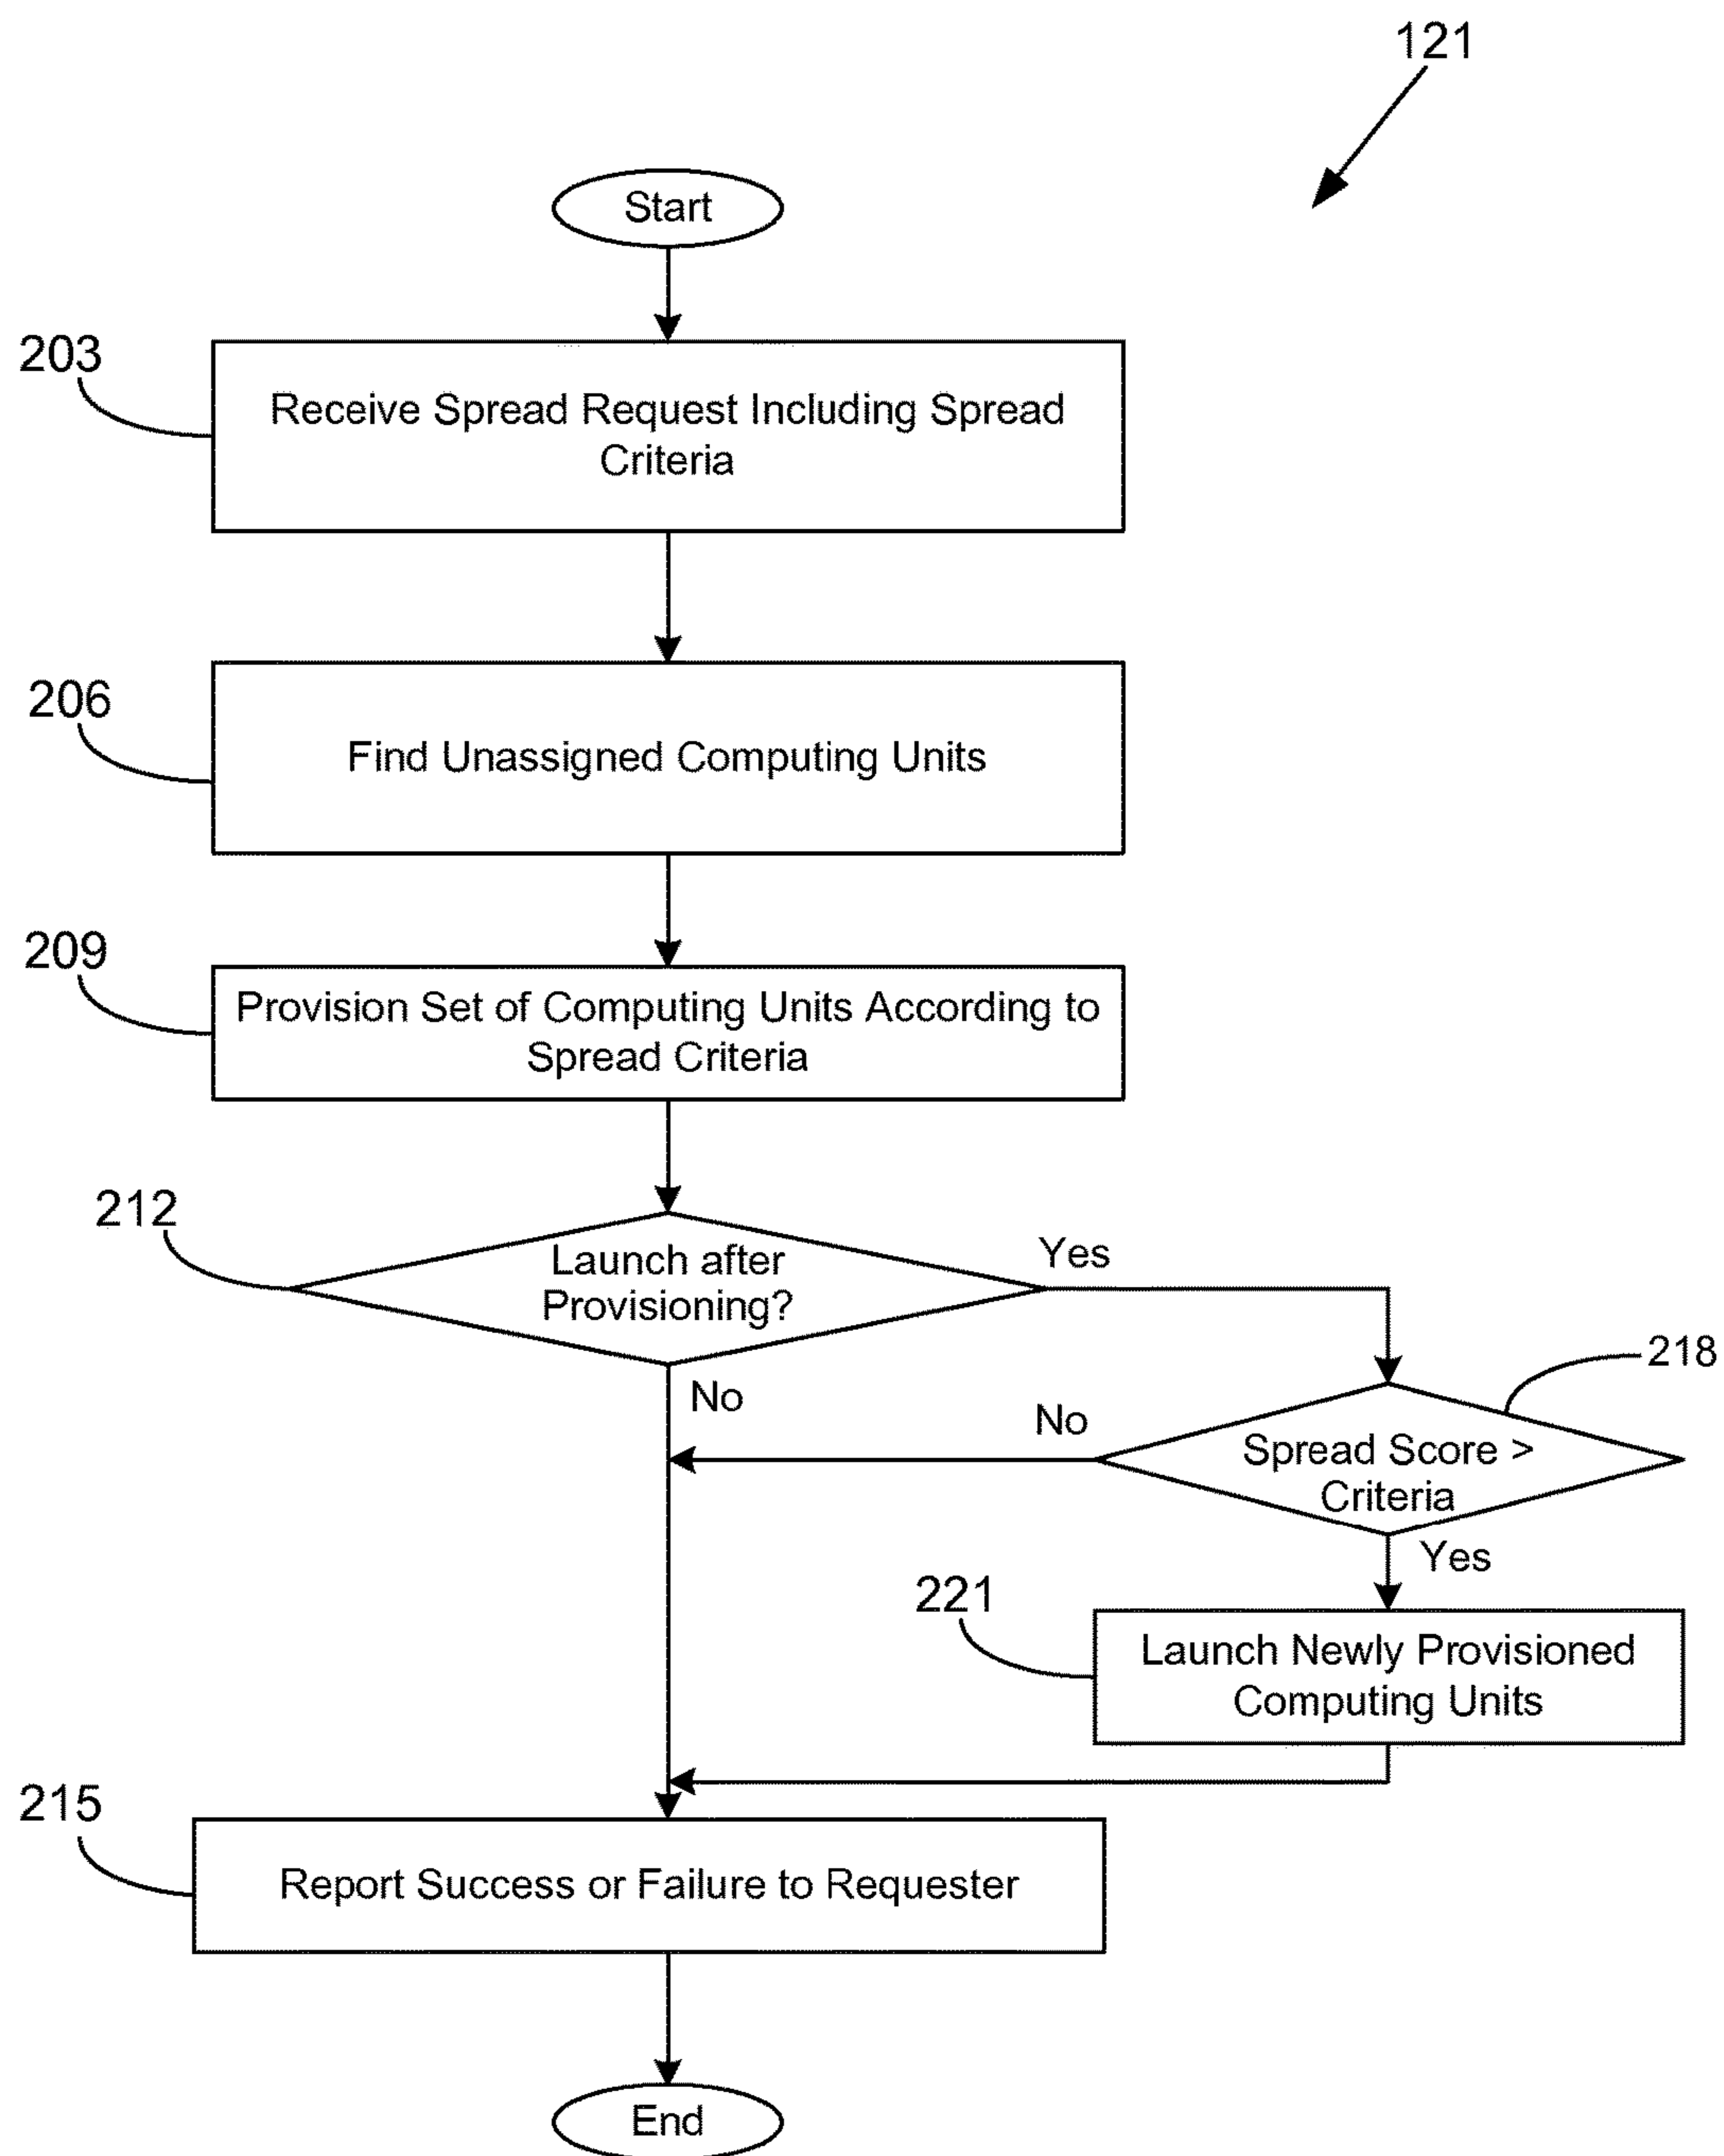 121
Start
203
Receive Spread Request Including Spread
Criteria
206
Find Unassigned Computing Units
209
Provision Set of Computing Units According to
Spread Criteria
212
Launch after
Provisioning?
Yes
No
218
No
Spread Score >
Criteria
Yes
221
Launch Newly Provisioned
Computing Units
215
Report Success or Failure to Requester
End